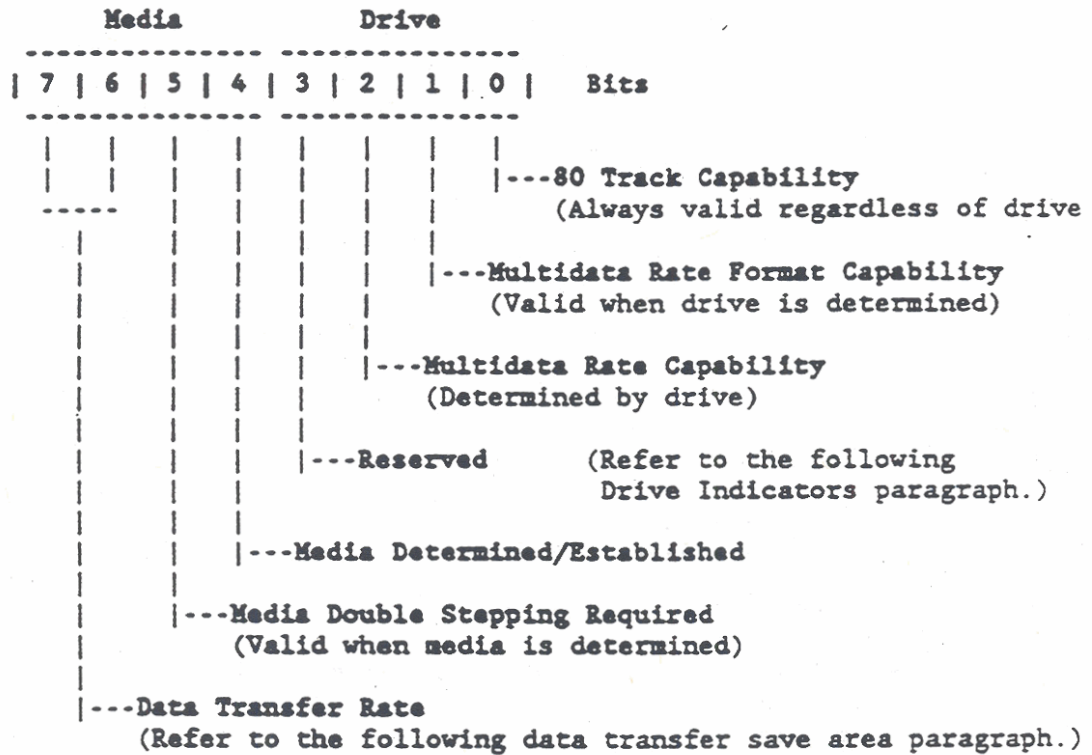 Media Drive
--------------- ---------------
| 7 | 6 | 5 | 4 | 3 | 2 | 1 | 0 | Bits
--------------- ---------------
---80 Track Capability
(Always valid regardless of drive
---Multidata Rate Format Capability
(Valid when drive is determined)
---Multidata Rate Capability
(Determined by drive)
---Reserved (Refer to the following
Drive Indicators paragraph.)
---Media Determined/Established
---Media Double Stepping Required
(Valid when media is determined)
---Data Transfer Rate
(Refer to the following data transfer save area paragraph.)